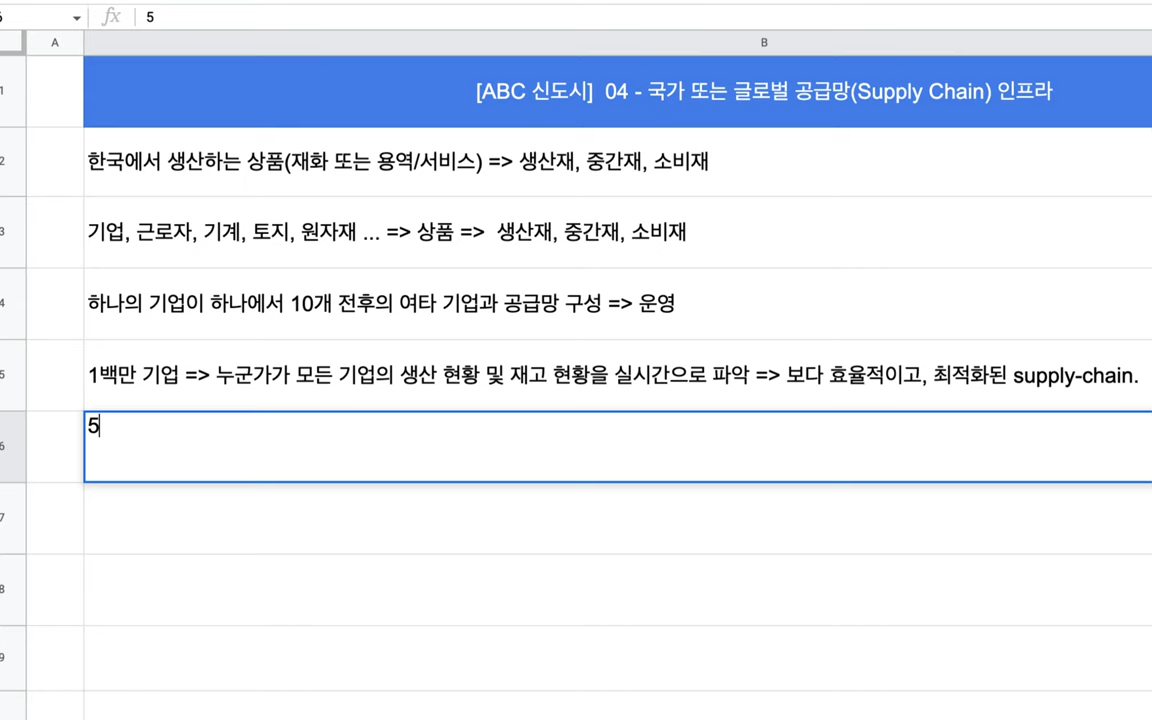 6
fx
5
A
B
1
[ABC 신도시]  04 - 국가 또는 글로벌 공급망(Supply Chain) 인프라
2
한국에서 생산하는 상품(재화 또는 용역/서비스) => 생산재, 중간재, 소비재
3
기업, 근로자, 기계, 토지, 원자재 ... => 상품 =>  생산재, 중간재, 소비재
4
하나의 기업이 하나에서 10개 전후의 여타 기업과 공급망 구성 => 운영
5
1백만 기업 => 누군가가 모든 기업의 생산 현황 및 재고 현황을 실시간으로 파악 => 보다 효율적이고, 최적화된 supply-chain.
6
5
7
8
9